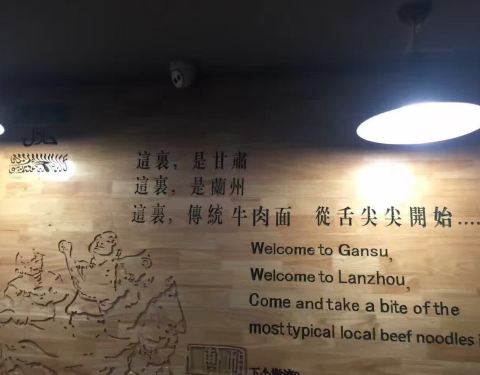 حلال
這裏，是甘肅
這裏，是蘭州
這裏，傳統牛肉面 從舌尖尖開始....
Welcome to Gansu,
Welcome to Lanzhou,
Come and take a bite of the
most typical local beef noodles i